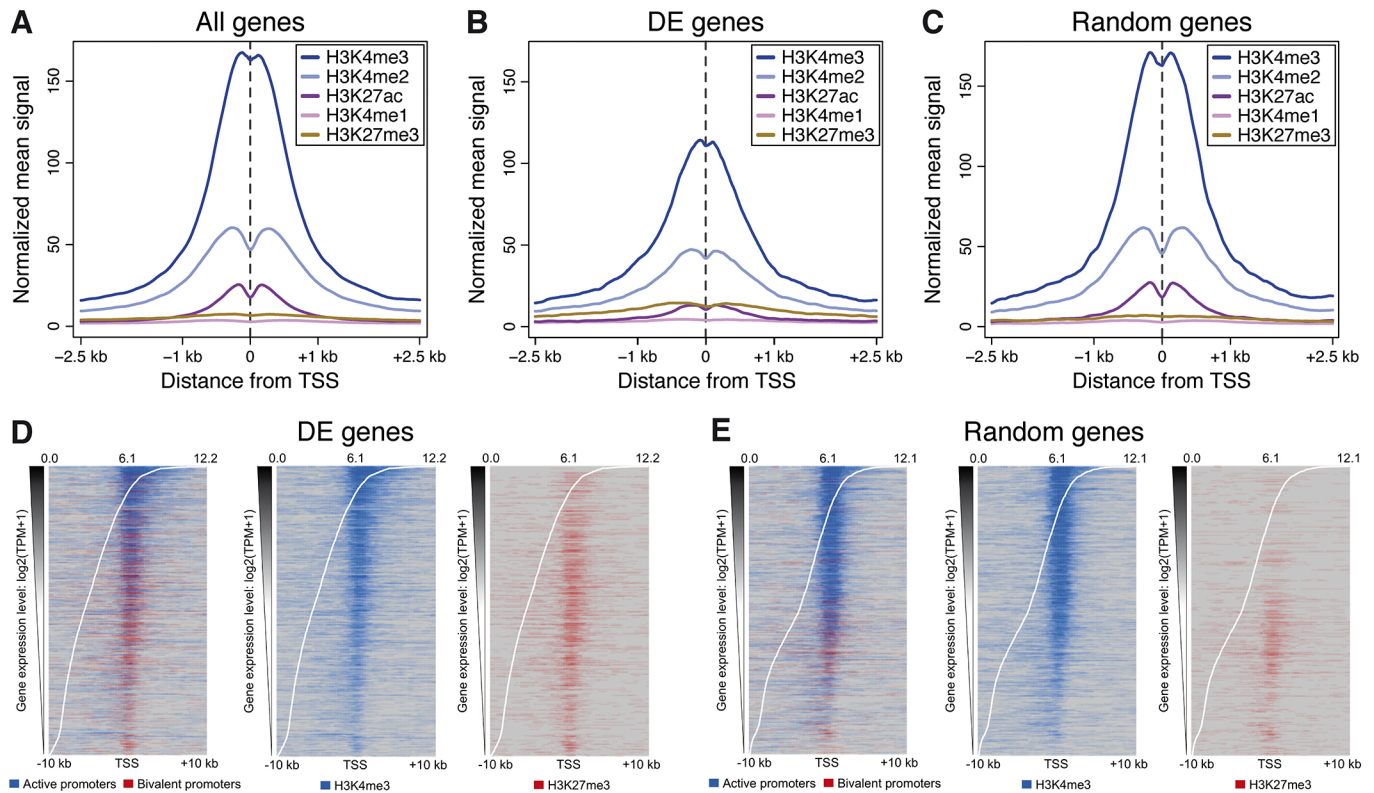 A
All genes
Normalized mean signal
150
100
50
0
H3K4me3
H3K4me2
H3K27ac
H3K4me1
H3K27me3
−2.5 kb
−1 kb
0
+1 kb
+2.5 kb
Distance from TSS
B
DE genes
Normalized mean signal
150
100
50
0
H3K4me3
H3K4me2
H3K27ac
H3K4me1
H3K27me3
−2.5 kb
−1 kb
0
+1 kb
+2.5 kb
Distance from TSS
C
Random genes
Normalized mean signal
150
100
50
0
H3K4me3
H3K4me2
H3K27ac
H3K4me1
H3K27me3
−2.5 kb
−1 kb
0
+1 kb
+2.5 kb
Distance from TSS
D
DE genes
0.0 6.1 12.2
Gene expression level: log2(TPM+1)
-10 kb TSS +10 kb
Active promoters Bivalent promoters
0.0 6.1 12.2
Gene expression level: log2(TPM+1)
-10 kb TSS +10 kb
H3K4me3
0.0 6.1 12.2
Gene expression level: log2(TPM+1)
-10 kb TSS +10 kb
H3K27me3
E
Random genes
0.0 6.1 12.1
Gene expression level: log2(TPM+1)
-10 kb TSS +10 kb
Active promoters Bivalent promoters
0.0 6.1 12.1
Gene expression level: log2(TPM+1)
-10 kb TSS +10 kb
H3K4me3
0.0 6.1 12.1
Gene expression level: log2(TPM+1)
-10 kb TSS +10 kb
H3K27me3